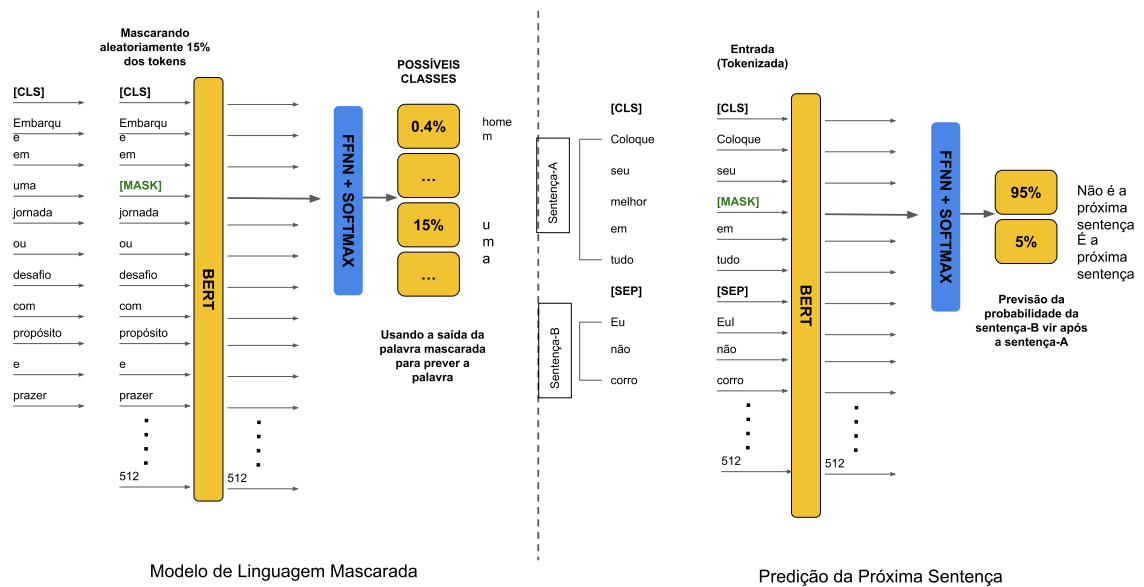 Mascarando
aleatoriamente 15%
dos tokens
[CLS]
Embarqu
e
em
uma
jornada
ou
desafio
com
propósito
e
prazer
[CLS]
Embarqu
e
em
[MASK]
jornada
ou
desafio
com
propósito
e
prazer
512
BERT
512
FFNN + SOFTMAX
POSSÍVEIS
CLASSES
0.4%
...
15%
...
home
m
u
m
a
Usando a saída da
palavra mascarada
para prever a
palavra
Modelo de Linguagem Mascarada
Sentença-A
Sentença-B
[CLS]
Coloque
seu
melhor
em
tudo
[SEP]
Eu
não
corro
Entrada
(Tokenizada)
[CLS]
Coloque
seu
[MASK]
em
tudo
[SEP]
Eul
não
corro
512
BERT
512
FFNN + SOFTMAX
95%
5%
Não é a
próxima
sentença
É a
próxima
sentença
Previsão da
probabilidade da
sentença-B vir após
a sentença-A
Predição da Próxima Sentença